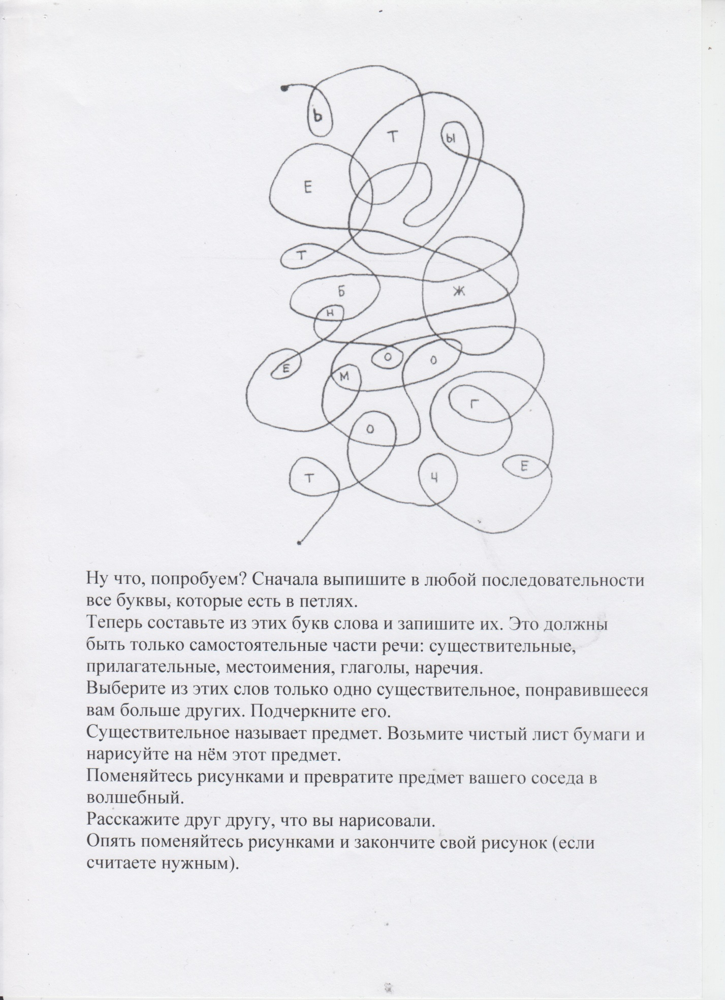 Ь
Т
Ы
Е
Т
Б
Ж
Н
Е
М
О
О
Г
О
Т
Ч
Е
Ну что, попробуем? Сначала выпишите в любой последовательности
все буквы, которые есть в петлях.
Теперь составьте из этих букв слова и запишите их. Это должны
быть только самостоятельные части речи: существительные,
прилагательные, местоимения, глаголы, наречия.
Выберите из этих слов только одно существительное, понравившееся
вам больше других. Подчеркните его.
Существительное называет предмет. Возьмите чистый лист бумаги и
нарисуйте на нём этот предмет.
Поменяйтесь рисунками и превратите предмет вашего соседа в
волшебный.
Расскажите друг другу, что вы нарисовали.
Опять поменяйтесь рисунками и закончите свой рисунок (если
считаете нужным).